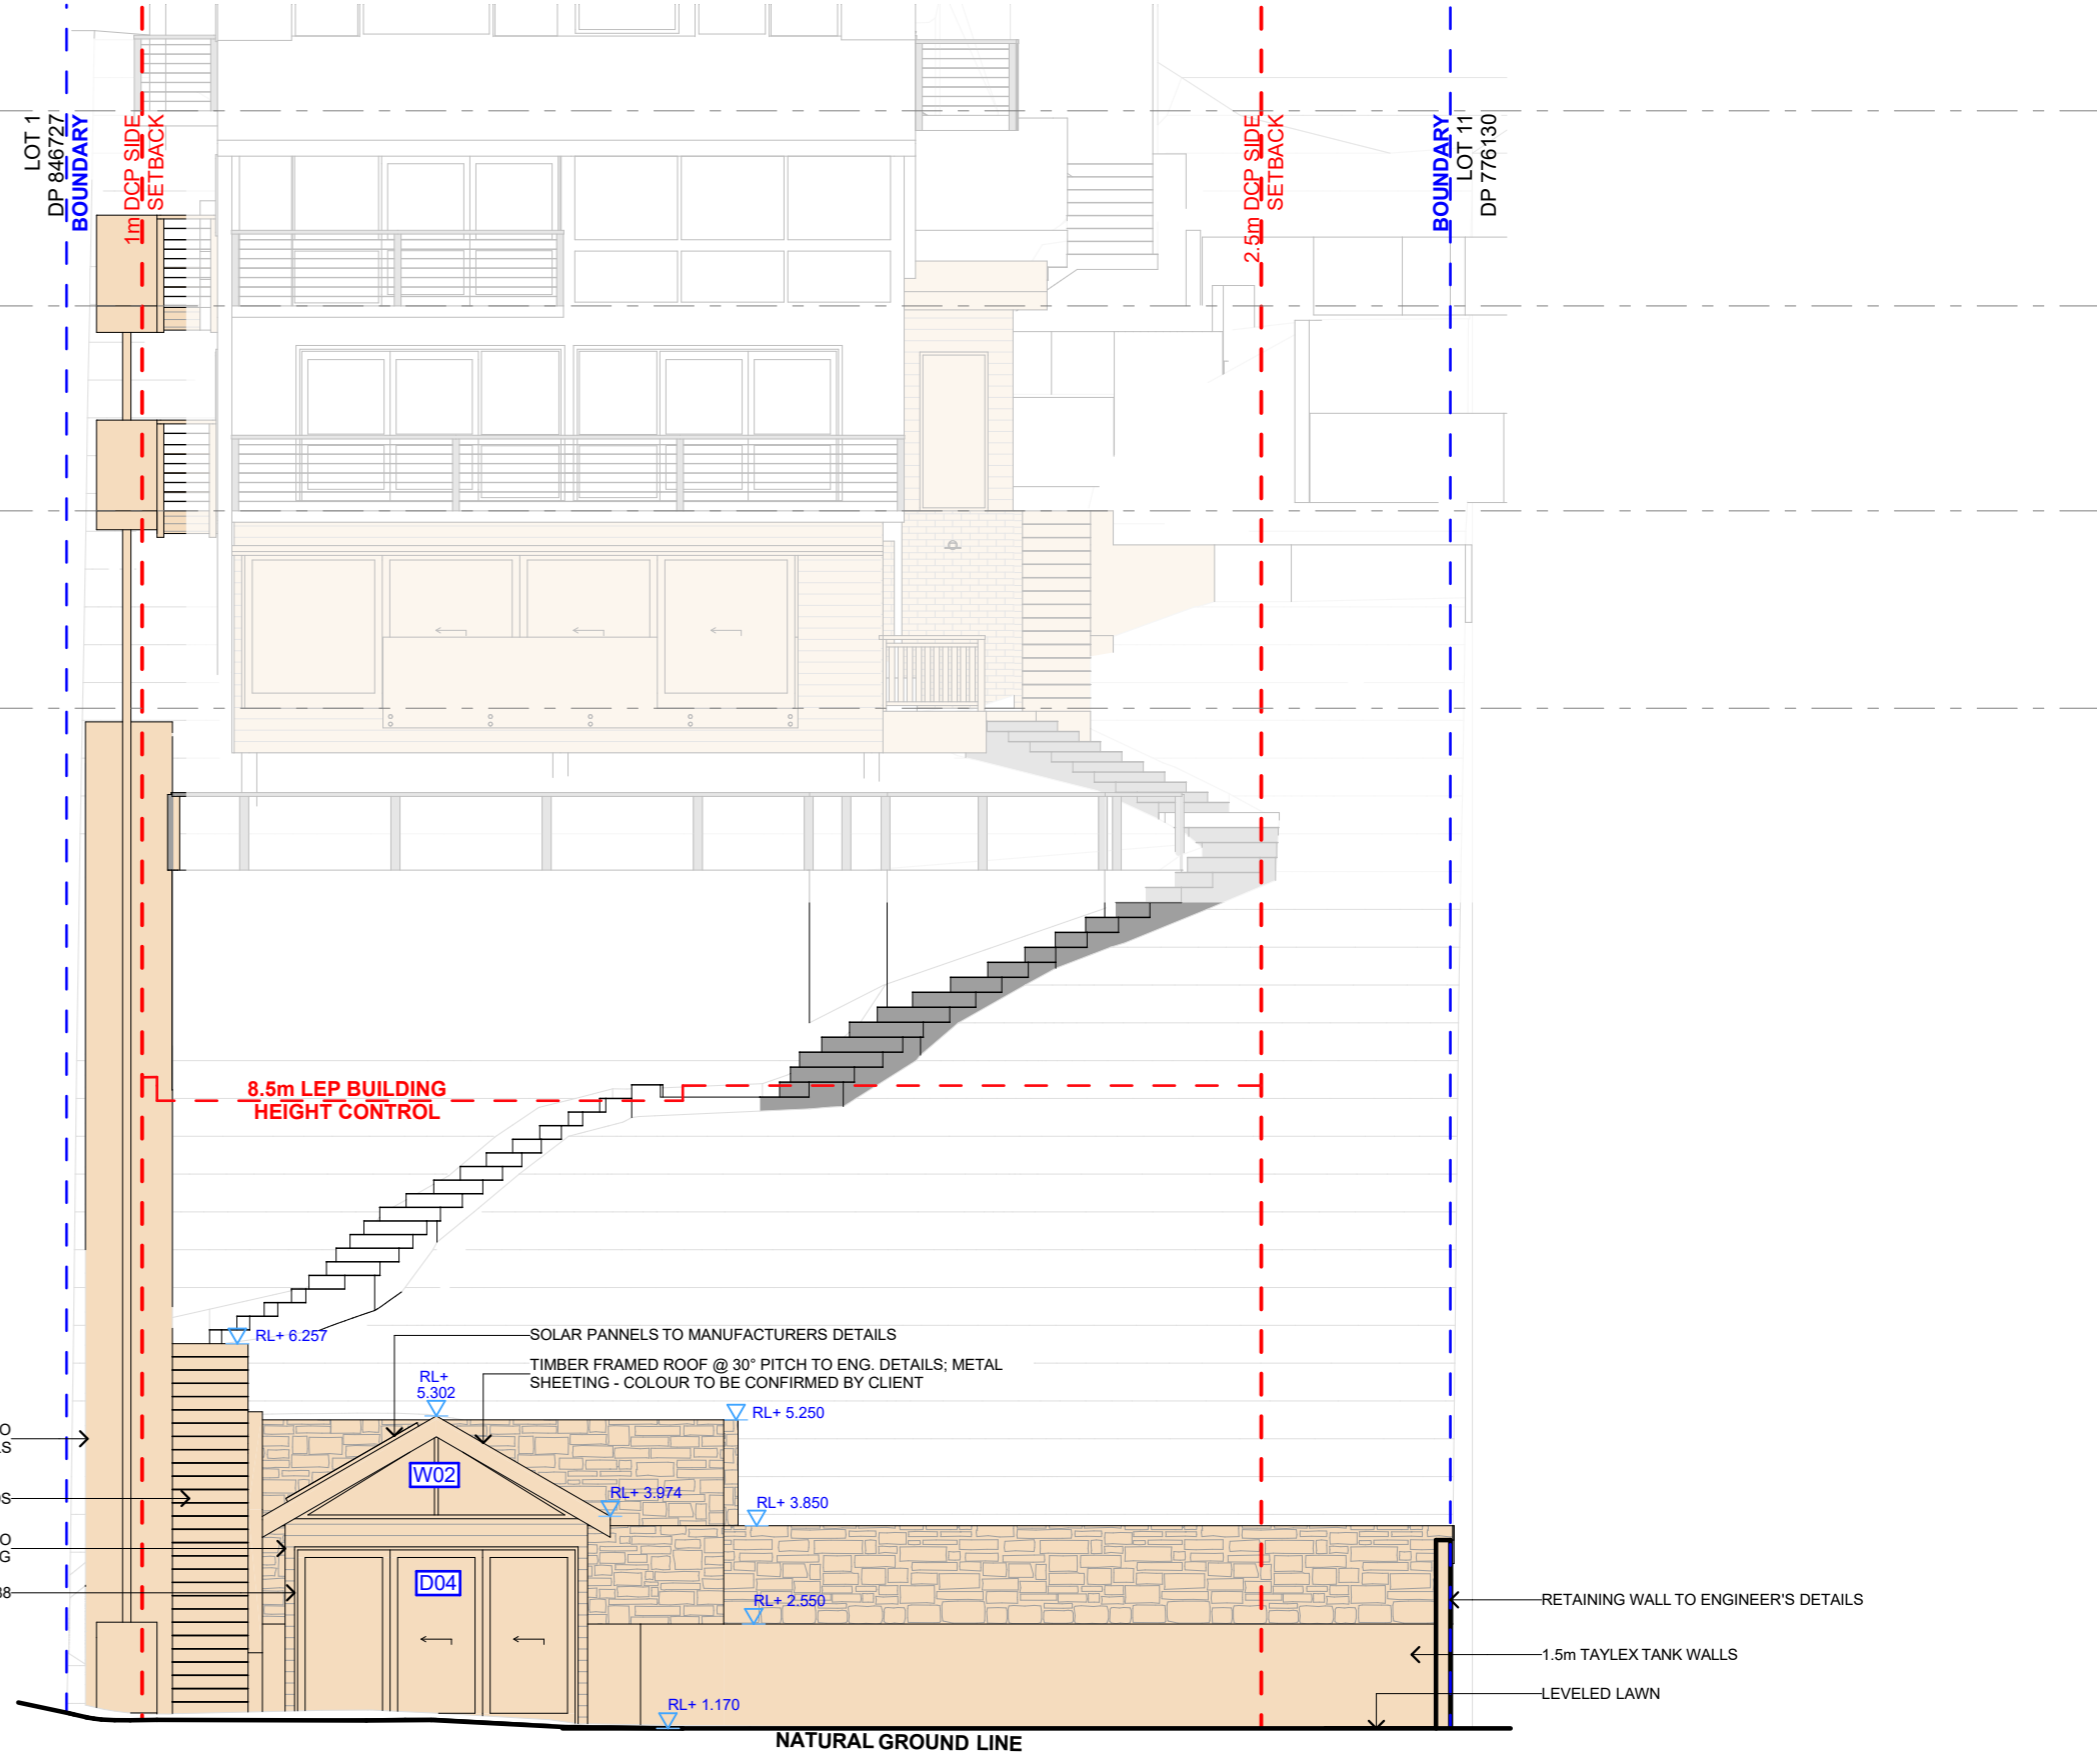 LOT 1
DP 846727
BOUNDARY
1m DCP SIDE
SETBACK
2.5m DCP SIDE
SETBACK
BOUNDARY
LOT 11
DP 776130
8.5m LEP BUILDING
HEIGHT CONTROL
RL+ 6.257
SOLAR PANNELS TO MANUFACTURERS DETAILS
TIMBER FRAMED ROOF @ 30° PITCH TO ENG. DETAILS; METAL
SHEETING - COLOUR TO BE CONFIRMED BY CLIENT
RL+
5.302
RL+ 5.250
W02
RL+ 3.974
RL+ 3.850
D04
RL+ 2.550
RETAINING WALL TO ENGINEER'S DETAILS
1.5m TAYLEX TANK WALLS
LEVELED LAWN
RL+ 1.170
NATURAL GROUND LINE